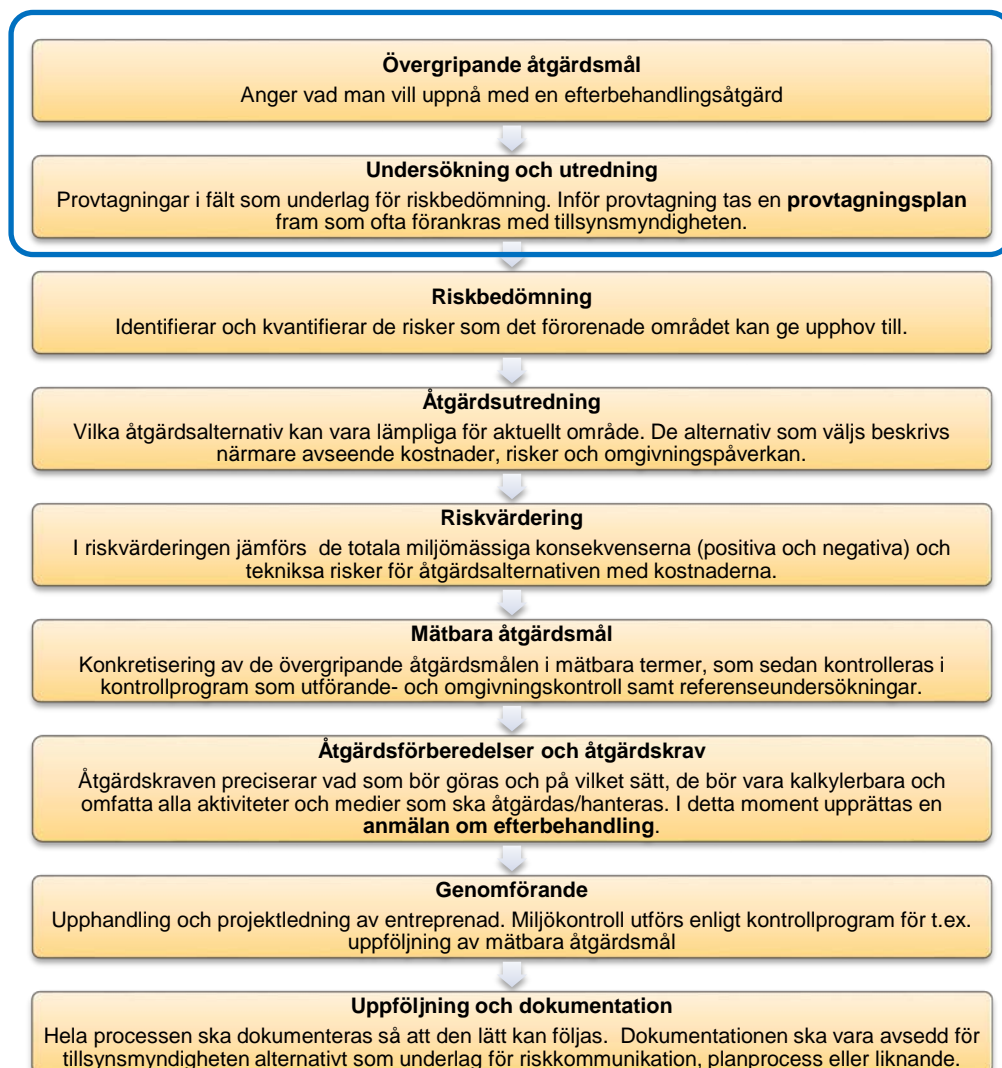 Övergripande åtgärdsmål
Anger vad man vill uppnå med en efterbehandlingsåtgärd
Undersökning och utredning
Provtagningar i fält som underlag för riskbedömning. Inför provtagning tas en provtagningsplan
fram som ofta förankras med tillsynsmyndigheten.
Riskbedömning
Identifierar och kvantifierar de risker som det förorenade området kan ge upphov till.
Åtgärdsutredning
Vilka åtgärdsalternativ kan vara lämpliga för aktuellt område. De alternativ som väljs beskrivs
närmare avseende kostnader, risker och omgivningspåverkan.
Riskvärdering
I riskvärderingen jämförs  de totala miljömässiga konsekvenserna (positiva och negativa) och
tekniksa risker för åtgärdsalternativen med kostnaderna.
Mätbara åtgärdsmål
Konkretisering av de övergripande åtgärdsmålen i mätbara termer, som sedan kontrolleras i
kontrollprogram som utförande- och omgivningskontroll samt referenseundersökningar.
Åtgärdsförberedelser och åtgärdskrav
Åtgärdskraven preciserar vad som bör göras och på vilket sätt, de bör vara kalkylerbara och
omfatta alla aktiviteter och medier som ska åtgärdas/hanteras. I detta moment upprättas en
anmälan om efterbehandling.
Genomförande
Upphandling och projektledning av entreprenad. Miljökontroll utförs enligt kontrollprogram för t.ex.
uppföljning av mätbara åtgärdsmål
Uppföljning och dokumentation
Hela processen ska dokumenteras så att den lätt kan följas.  Dokumentationen ska vara avsedd för
tillsynsmyndigheten alternativt som underlag för riskkommunikation, planprocess eller liknande.